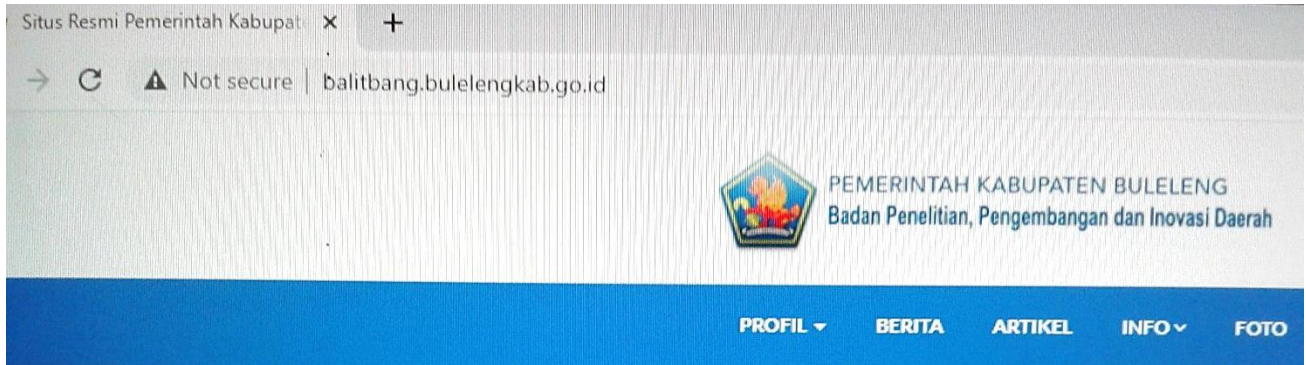 Situs Resmi Pemerintah Kabupat
Not secure | balitbang.bulelengkab.go.id
PEMERINTAH KABUPATEN BULELENG
Badan Penelitian, Pengembangan dan Inovasi Daerah
PROFIL BERITA ARTIKEL INFO FOTO